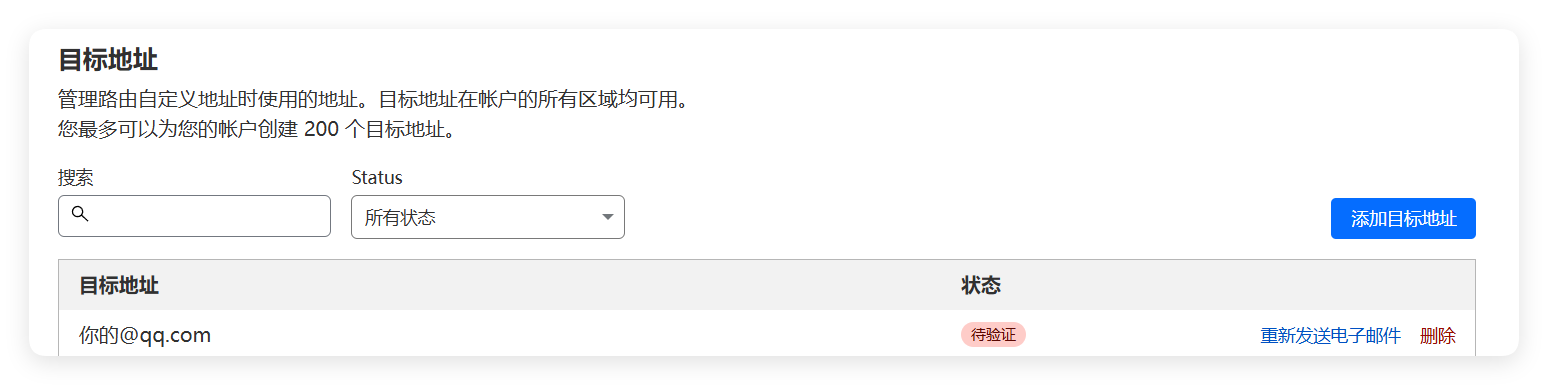 目标地址
管理路由自定义地址时使用的地址。目标地址在帐户的所有区域均可用。
您最多可以为您的帐户创建 200 个目标地址。
搜索
Status
所有状态
添加目标地址
目标地址 状态
你的@qq.com 待验证 重新发送电子邮件 删除